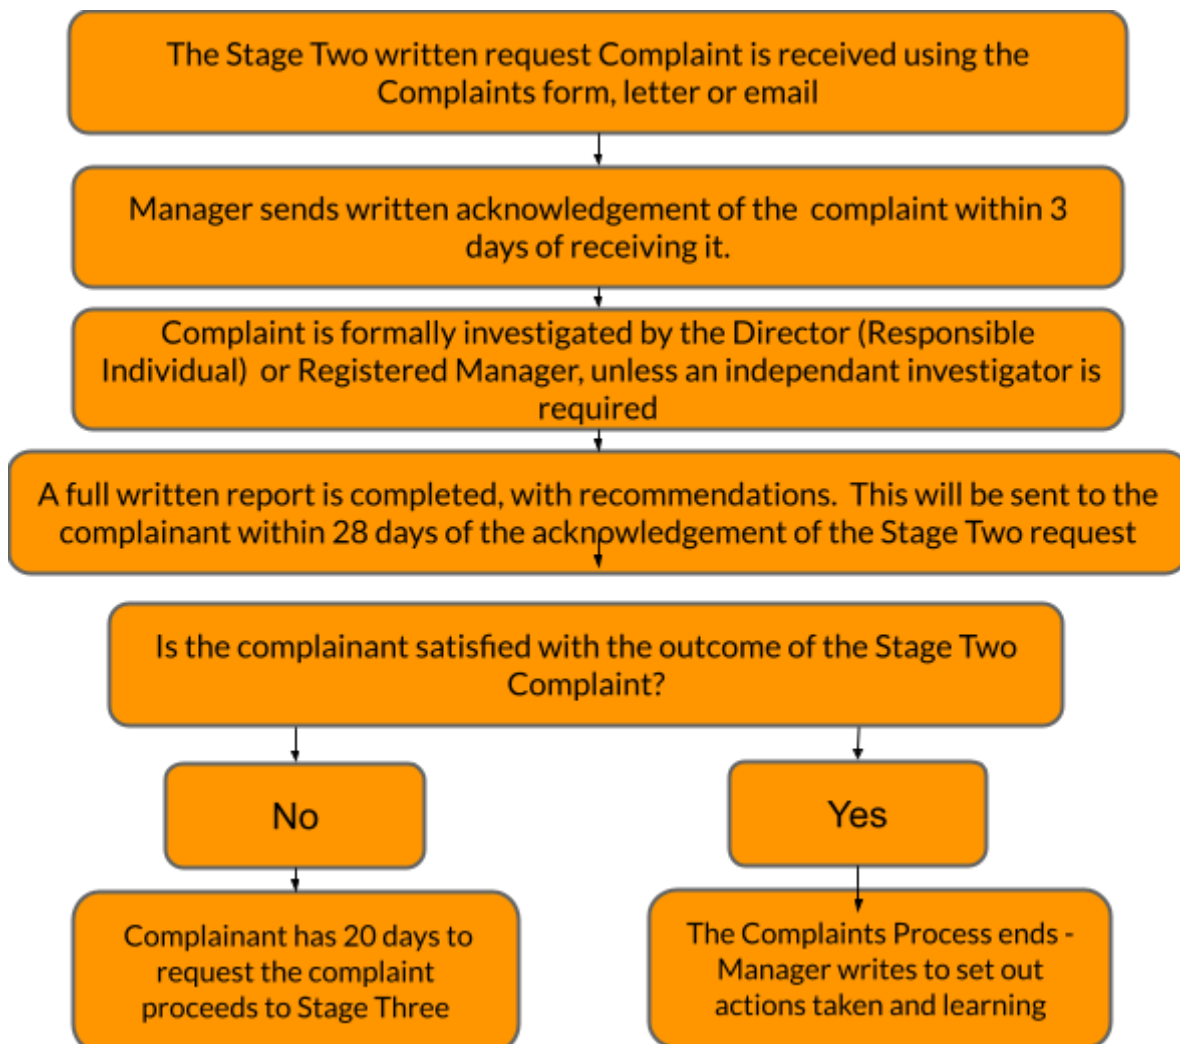 The Stage Two written request Complaint is received using the
Complaints form, letter or email
Manager sends written acknowledgement of the  complaint within 3
days of receiving it.
Complaint is formally investigated by the Director (Responsible
Individual)  or Registered Manager, unless an independant investigator is
required
A full written report is completed, with recommendations.  This will be sent to the
complainant within 28 days of the acknowledgement of the Stage Two request
Is the complainant satisfied with the outcome of the Stage Two
Complaint?
No
Yes
Complainant has 20 days to
request the complaint
proceeds to Stage Three
The Complaints Process ends -
Manager writes to set out
actions taken and learning